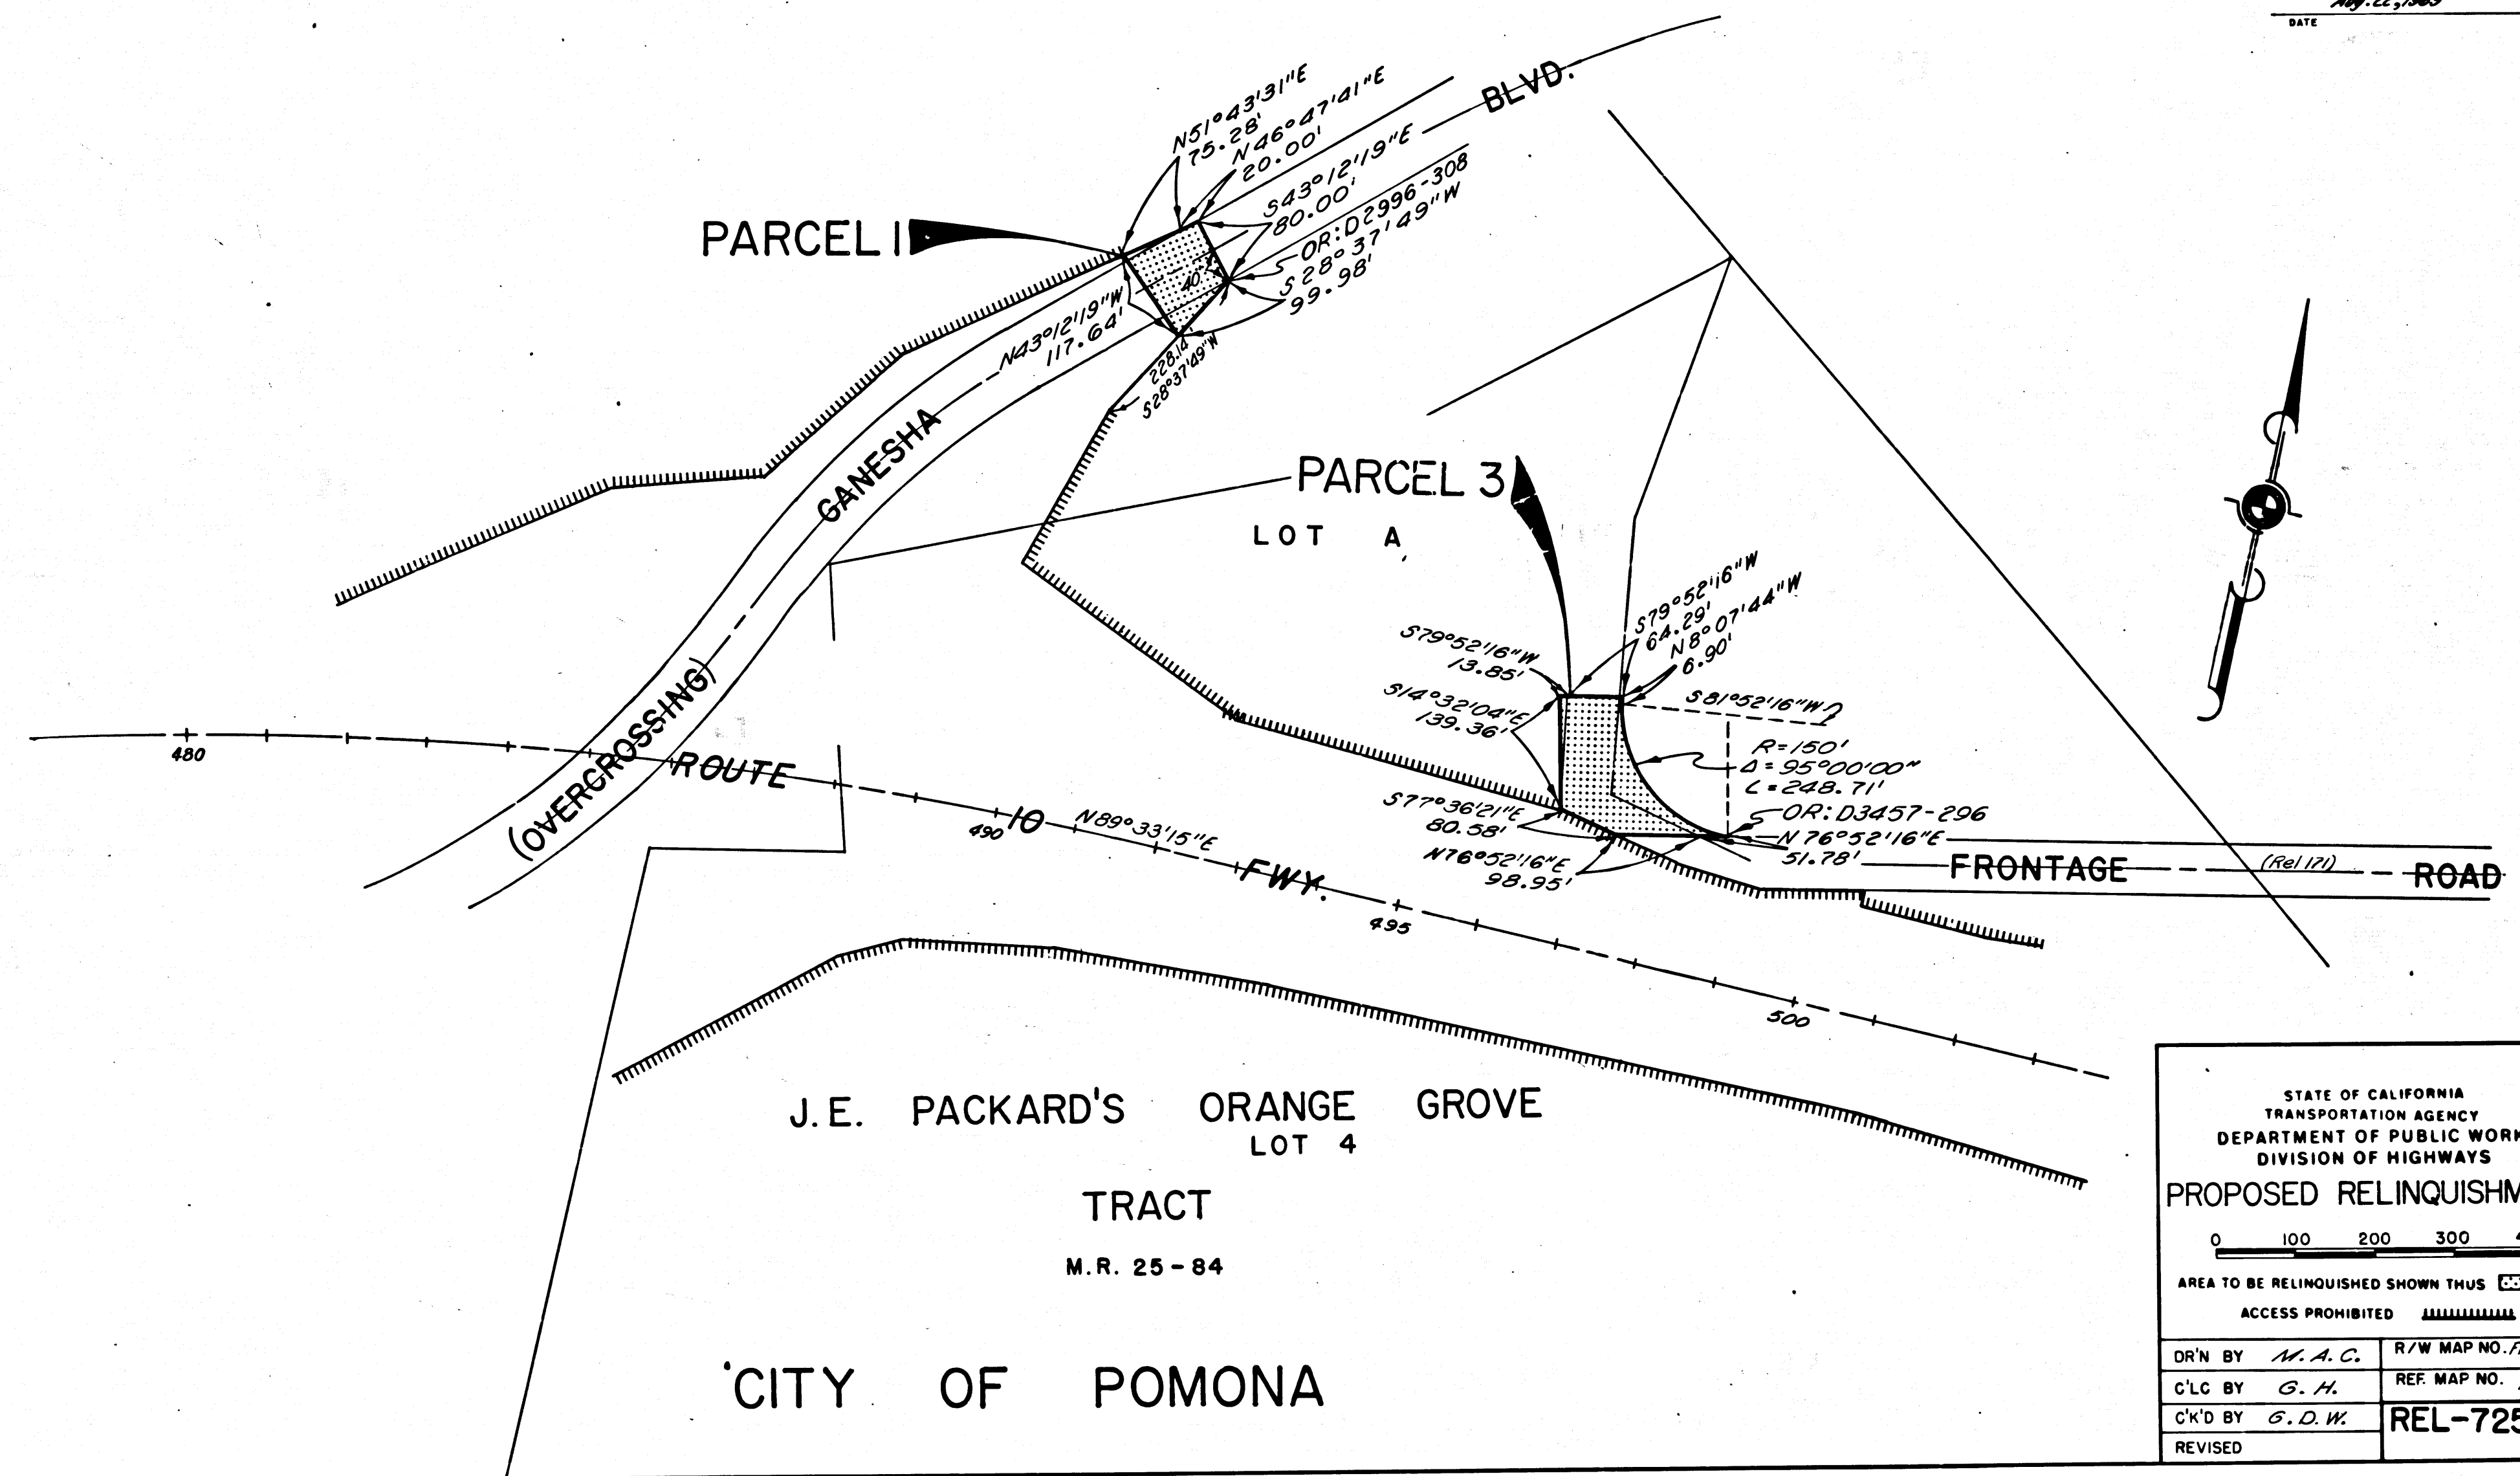 Aug. 22, 1965
DATE
BLVD.
N51°43'31"E
75.28'
N46°47'41"E
20.00'
S43°12'19"E
80.00'
OR: D2996-308
S28°37'49"W
99.98'
PARCEL 1
40'
N43°12'19"W
117.64'
228.14'
S28°37'49"W
GANESHA
(OVERCROSSING)
PARCEL 3
LOT A
S79°52'16"W
64.29'
N8°07'44"W
6.90'
S79°52'16"W
13.85'
S14°32'04"E
139.36'
S81°52'16"W
R=150'
Δ=95°00'00"
L=248.71'
OR: D3457-296
N76°52'16"E
51.78'
S77°36'21"E
80.58'
N76°52'16"E
98.95'
480
ROUTE
490
10
N89°33'15"E
FWY.
495
500
FRONTAGE
(Rel 171)
ROAD
J.E. PACKARD'S ORANGE GROVE
LOT 4
TRACT
M.R. 25-84
CITY OF POMONA
STATE OF CALIFORNIA
TRANSPORTATION AGENCY
DEPARTMENT OF PUBLIC WORK
DIVISION OF HIGHWAYS
PROPOSED RELINQUISHM
0 100 200 300 4
AREA TO BE RELINQUISHED SHOWN THUS
ACCESS PROHIBITED
DR'N BY M.A.C.
R/W MAP NO. F
C'LC BY G.H.
REF. MAP NO.
C'K'D BY G.D.W.
REL-725
REVISED